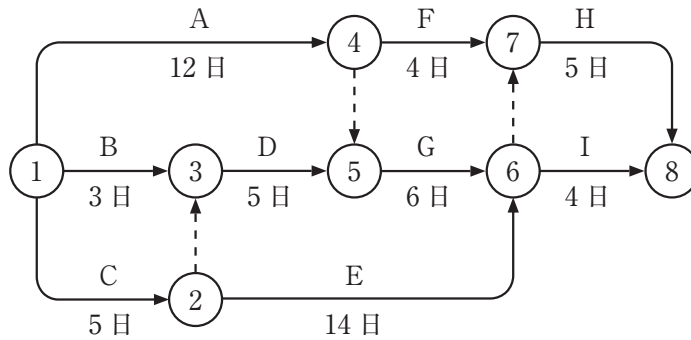 A F H
④ ⑦
12 日 4 日 5 日
B D G I
① ③ ⑤ ⑥ ⑧
3 日 5 日 6 日 4 日
C E
②
5 日 14 日